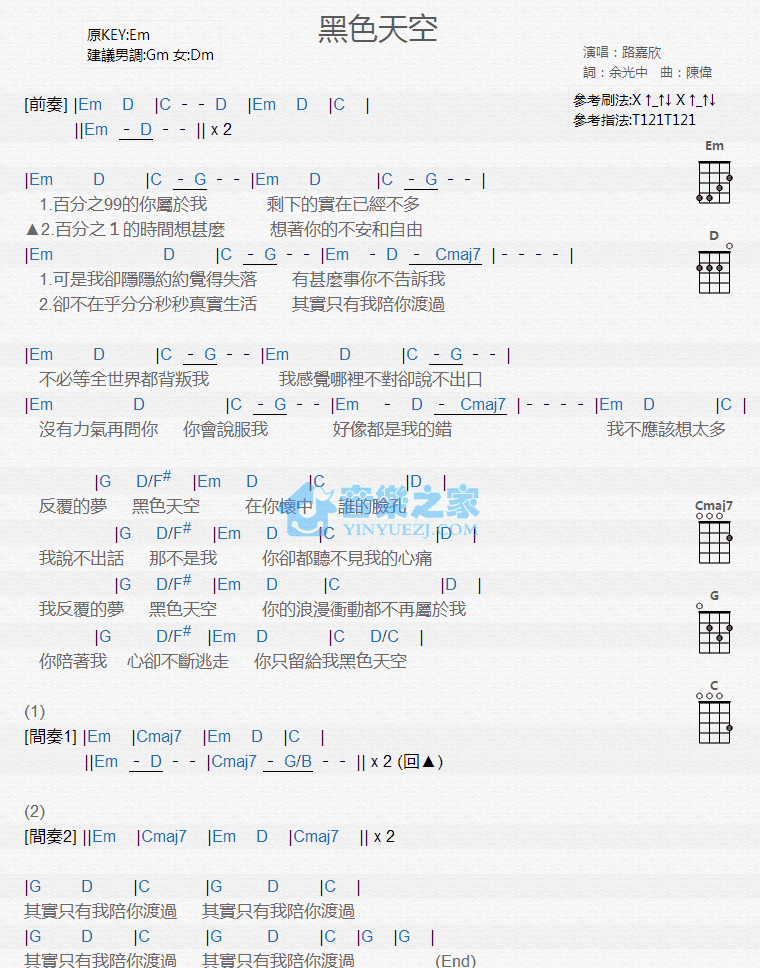 黑色天空
原KEY:Em
建議男調:Gm 女:Dm
演唱：路嘉欣
詞：余光中　曲：陳偉
參考刷法:X ↑_↑↓ X ↑_↑↓
參考指法:T121T121
[前奏] |Em D |C - - D |Em D |C |
||Em - D - - || x 2
|Em D |C - G - - |Em D |C - G - - |
1.百分之99的你屬於我 剩下的實在已經不多
▲2.百分之１的時間想甚麼 想著你的不安和自由
|Em D |C - G - - |Em - D - Cmaj7 | - - - - |
1.可是我卻隱隱約約覺得失落 有甚麼事你不告訴我
2.卻不在乎分分秒秒真實生活 其實只有我陪你渡過
|Em D |C - G - - |Em D |C - G - - |
不必等全世界都背叛我 我感覺哪裡不對卻說不出口
|Em D |C - G - - |Em - D - Cmaj7 | - - - - |Em D |C |
沒有力氣再問你 你會說服我 好像都是我的錯 我不應該想太多
|G D/F# |Em D |C |D |
反覆的夢 黑色天空 在你懷中 誰的臉孔
|G D/F# |Em D |C |D |
我說不出話 那不是我 你卻都聽不見我的心痛
|G D/F# |Em D |C |D |
我反覆的夢 黑色天空 你的浪漫衝動都不再屬於我
|G D/F# |Em D |C D/C |
你陪著我 心卻不斷逃走 你只留給我黑色天空
(1)
[間奏1] |Em |Cmaj7 |Em D |C |
||Em - D - - |Cmaj7 - G/B - - || x 2 (回▲)
(2)
[間奏2] ||Em |Cmaj7 |Em D |Cmaj7 || x 2
|G D |C |G D |C |
其實只有我陪你渡過 其實只有我陪你渡過
|G D |C |G D |C |G |G |
其實只有我陪你渡過 其實只有我陪你渡過 (End)
Em
D
Cmaj7
G
C
音樂之家
YINYUEZJ.COM